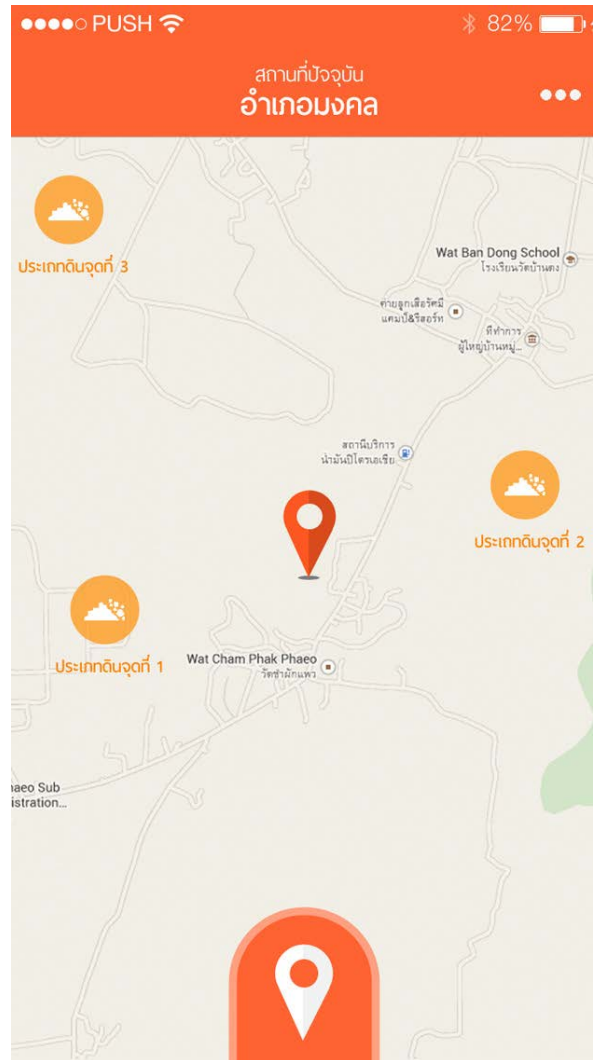 PUSH
82%
สถานที่ปัจจุบัน
อำเภอมงคล
ประเภทดินจุดที่ 3
Wat Ban Dong School
โรงเรียนวัดบ้านดง
ค่ายลูกเสือรัศมี
แคมป์&รีสอร์ท
ที่ทำการ
ผู้ใหญ่บ้านหมู่...
สถานีบริการ
น้ำมันปิโตรเอเซีย
ประเภทดินจุดที่ 2
ประเภทดินจุดที่ 1
Wat Cham Phak Phaeo
วัดซำผักแพว
haeo Sub
istration...